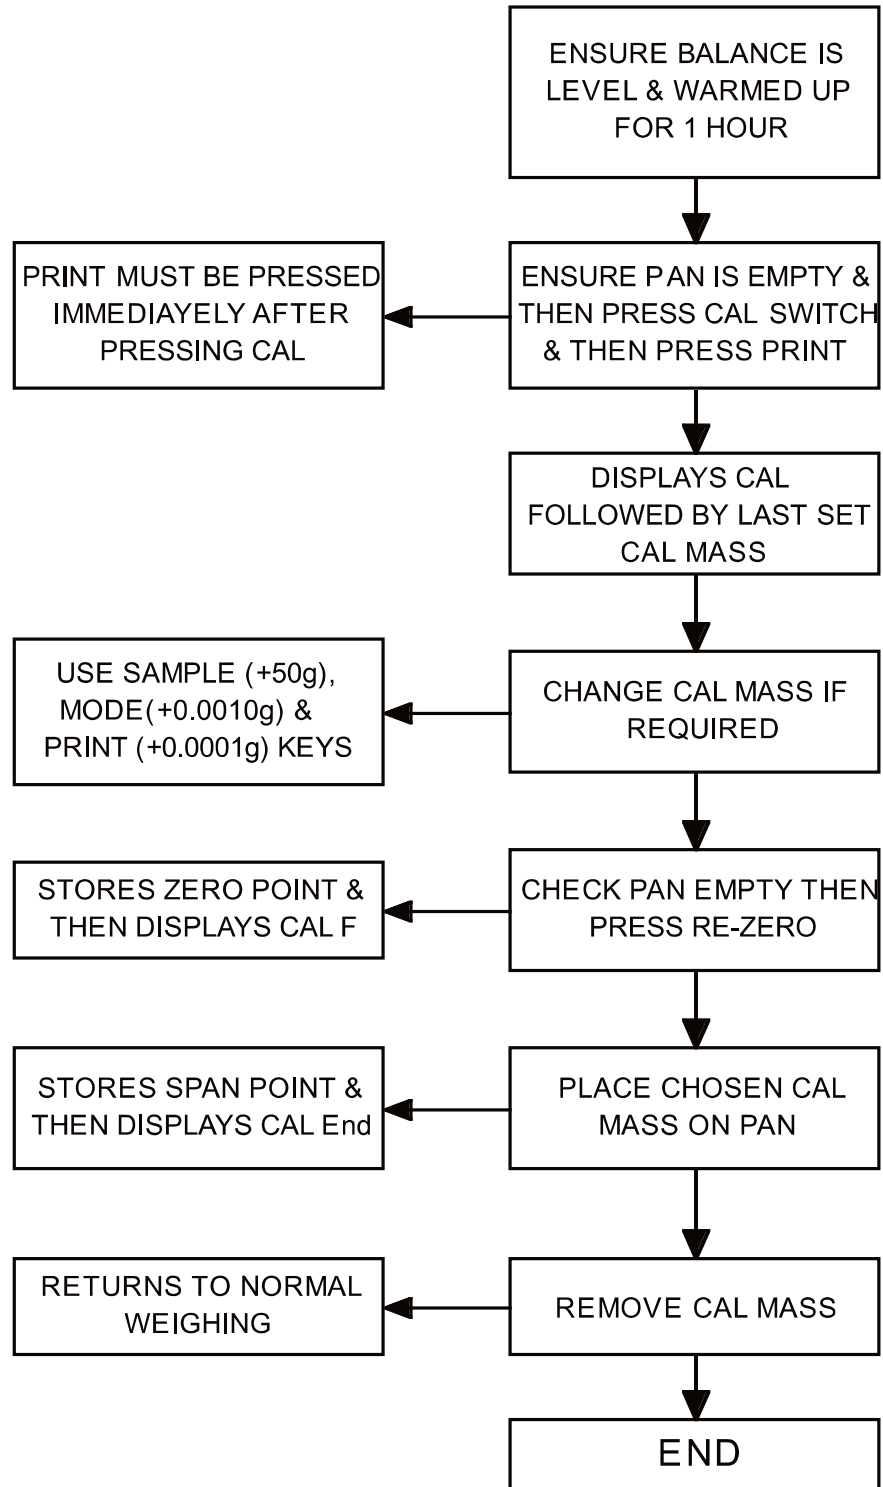 ENSURE BALANCE IS
LEVEL & WARMED UP
FOR 1 HOUR
ENSURE PAN IS EMPTY &
THEN PRESS CAL SWITCH
& THEN PRESS PRINT
PRINT MUST BE PRESSED
IMMEDIAYELY AFTER
PRESSING CAL
DISPLAYS CAL
FOLLOWED BY LAST SET
CAL MASS
CHANGE CAL MASS IF
REQUIRED
USE SAMPLE (+50g),
MODE(+0.0010g) &
PRINT (+0.0001g) KEYS
CHECK PAN EMPTY THEN
PRESS RE-ZERO
STORES ZERO POINT &
THEN DISPLAYS CAL F
PLACE CHOSEN CAL
MASS ON PAN
STORES SPAN POINT &
THEN DISPLAYS CAL End
REMOVE CAL MASS
RETURNS TO NORMAL
WEIGHING
END